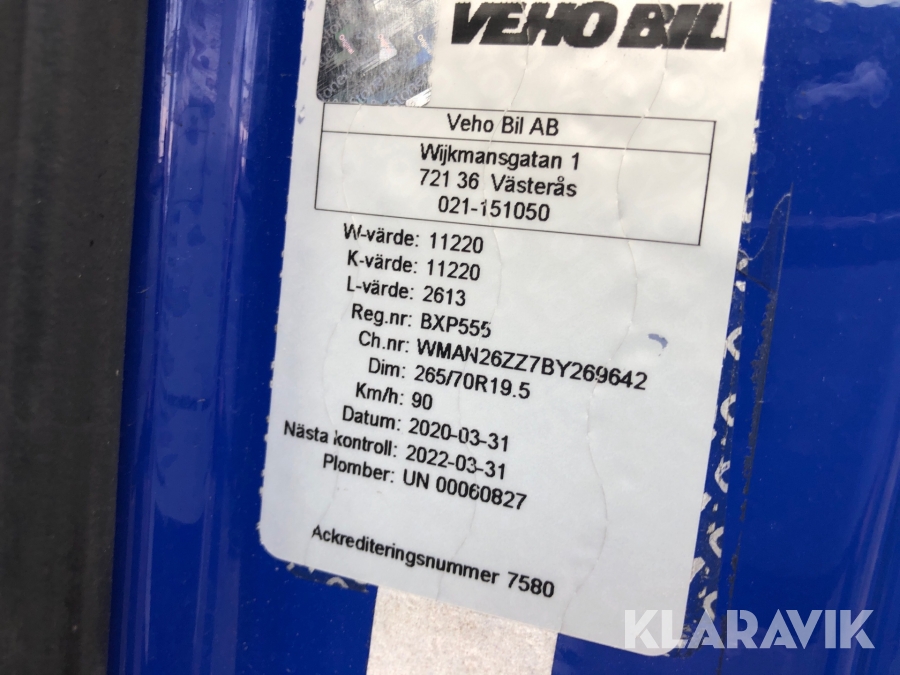 VEHO BIL
Veho Bil AB
Wijkmansgatan 1
721 36 Västerås
021-151050
W-värde: 11220
K-värde: 11220
L-värde: 2613
Reg.nr: BXP555
Ch.nr: WMAN26ZZ7BY269642
Dim: 265/70R19.5
Km/h: 90
Datum: 2020-03-31
Nästa kontroll: 2022-03-31
Plomber: UN 00060827
Ackrediteringsnummer 7580
KLARAVIK